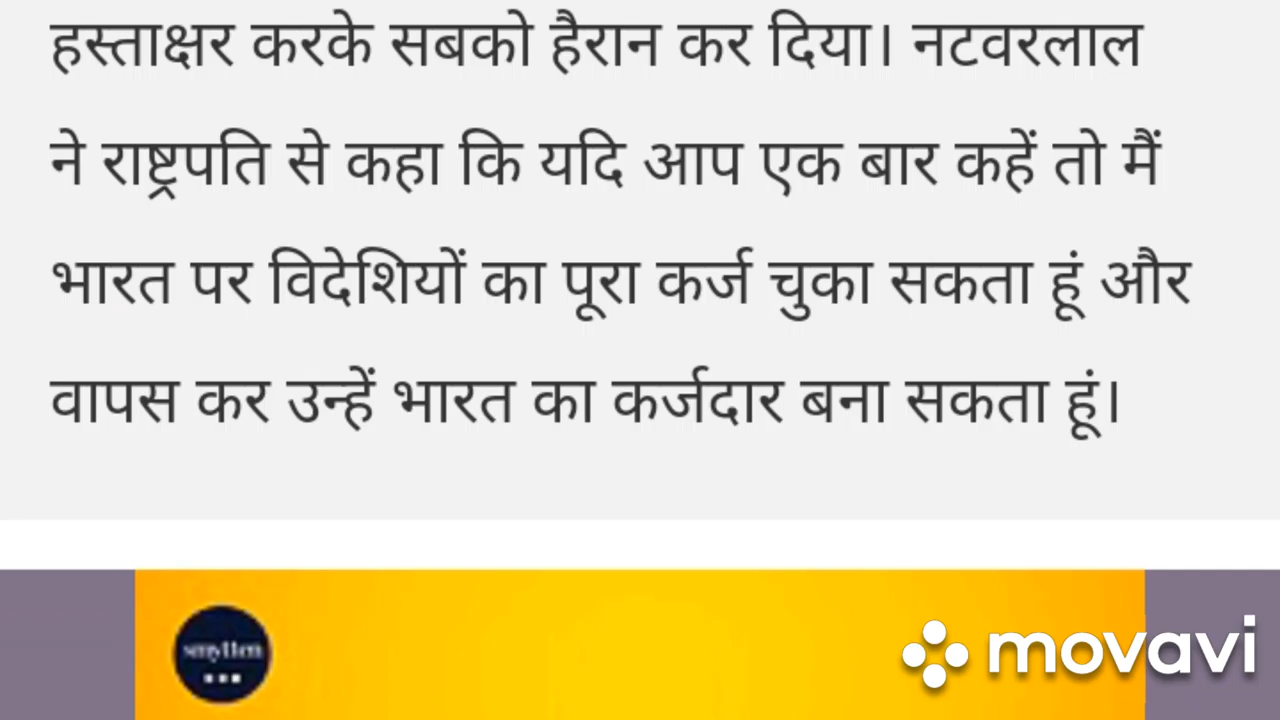 हस्ताक्षर करके सबको हैरान कर दिया। नटवरलाल
ने राष्ट्रपति से कहा कि यदि आप एक बार कहें तो मैं
भारत पर विदेशियों का पूरा कर्ज चुका सकता हूं और
वापस कर उन्हें भारत का कर्जदार बना सकता हूं।
movavi